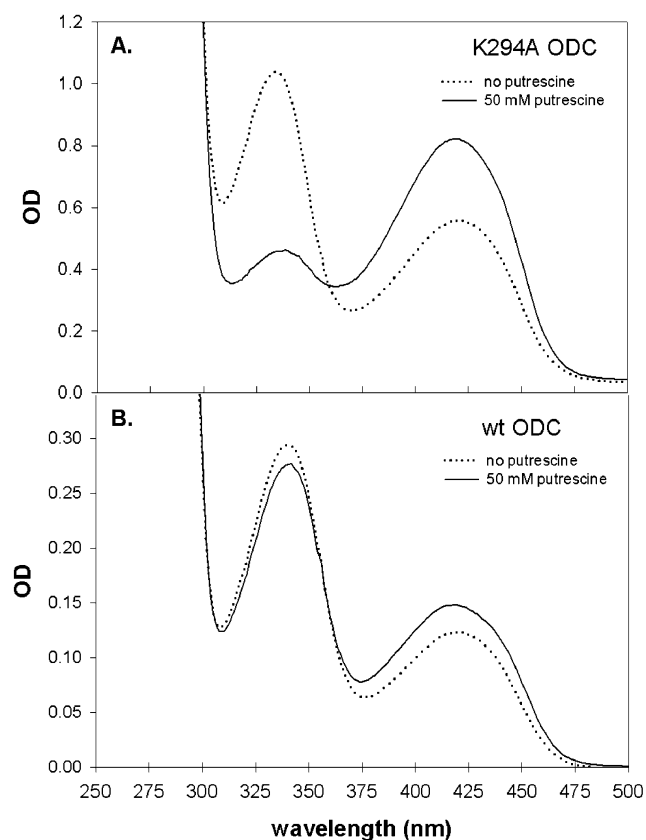 1.2
A.
K294A ODC
no putrescine
50 mM putrescine
1.0
0.8
OD
0.6
0.4
0.2
0.0
B.
wt ODC
no putrescine
50 mM putrescine
0.30
0.25
0.20
OD
0.15
0.10
0.05
0.00
250 275 300 325 350 375 400 425 450 475 500
wavelength (nm)